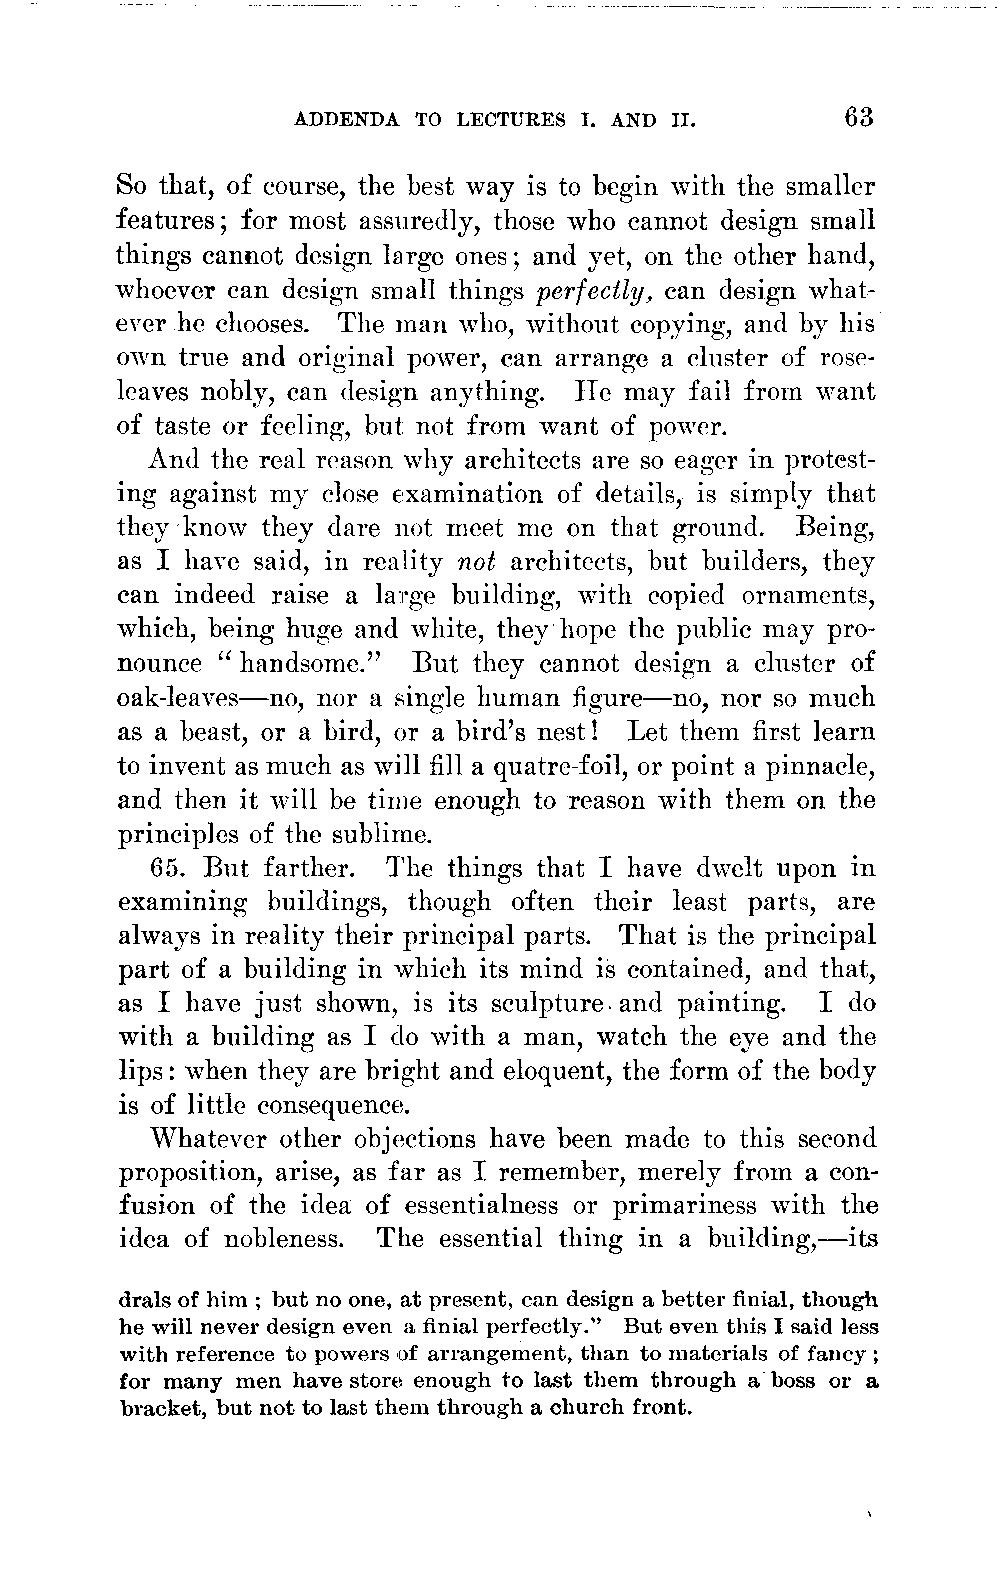 ADDENDA TO LECTURES I. AND II. 63
So that, of course, the best way is to begin with the smaller
features; for most assuredly, those who cannot design small
things cannot design large ones; and yet, on the other hand,
whoever can design small things perfectly, can design what-
ever he chooses. The man who, without copying, and by his
own true and original power, can arrange a cluster of rose-
leaves nobly, can design anything. He may fail from want
of taste or feeling, but not from want of power.
And the real reason why architects are so eager in protest-
ing against my close examination of details, is simply that
they know they dare not meet me on that ground. Being,
as I have said, in reality not architects, but builders, they
can indeed raise a large building, with copied ornaments,
which, being huge and white, they hope the public may pro-
nounce “handsome.” But they cannot design a cluster of
oak-leaves—no, nor a single human figure—no, nor so much
as a beast, or a bird, or a bird's nest! Let them first learn
to invent as much as will fill a quatre-foil, or point a pinnacle,
and then it will be time enough to reason with them on the
principles of the sublime.
65. But farther. The things that I have dwelt upon in
examining buildings, though often their least parts, are
always in reality their principal parts. That is the principal
part of a building in which its mind is contained, and that,
as I have just shown, is its sculpture and painting. I do
with a building as I do with a man, watch the eye and the
lips: when they are bright and eloquent, the form of the body
is of little consequence.
Whatever other objections have been made to this second
proposition, arise, as far as I remember, merely from a con-
fusion of the idea of essentialness or primariness with the
idea of nobleness. The essential thing in a building,—its
drals of him; but no one, at present, can design a better finial, though
he will never design even a finial perfectly.” But even this I said less
with reference to powers of arrangement, than to materials of fancy;
for many men have store enough to last them through a boss or a
bracket, but not to last them through a church front.